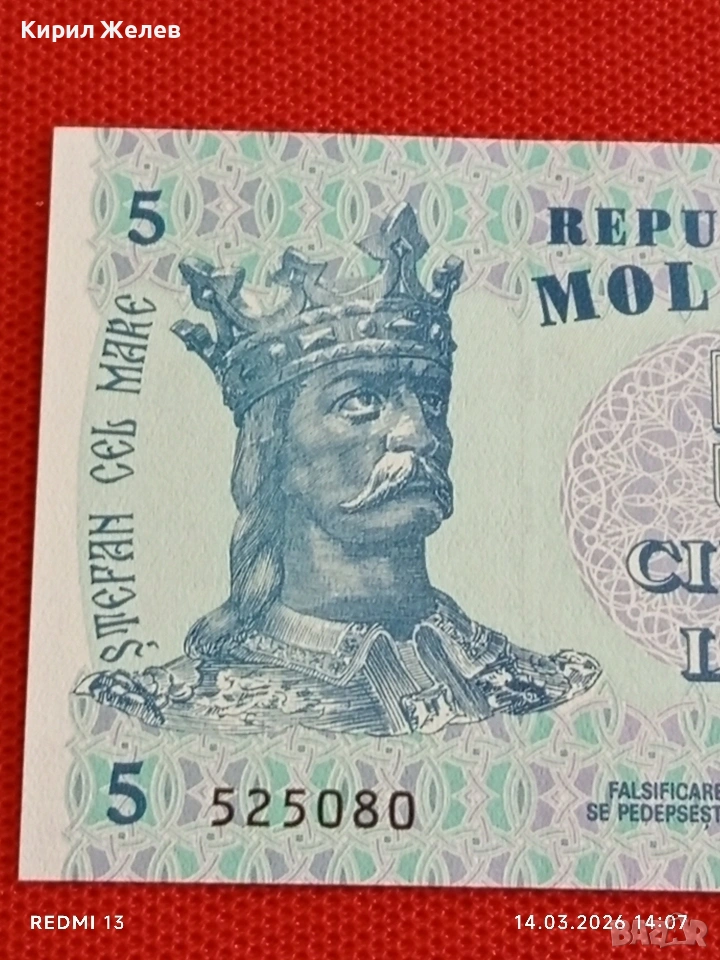 Кирил Желев
5
REPU
MOL
ȘTEFAN CEL MARE
CI
L
5
525080
FALSIFICARE
SE PEDEPSEȘT
REDMI 13
14.03.2026 14:07
BAZAR